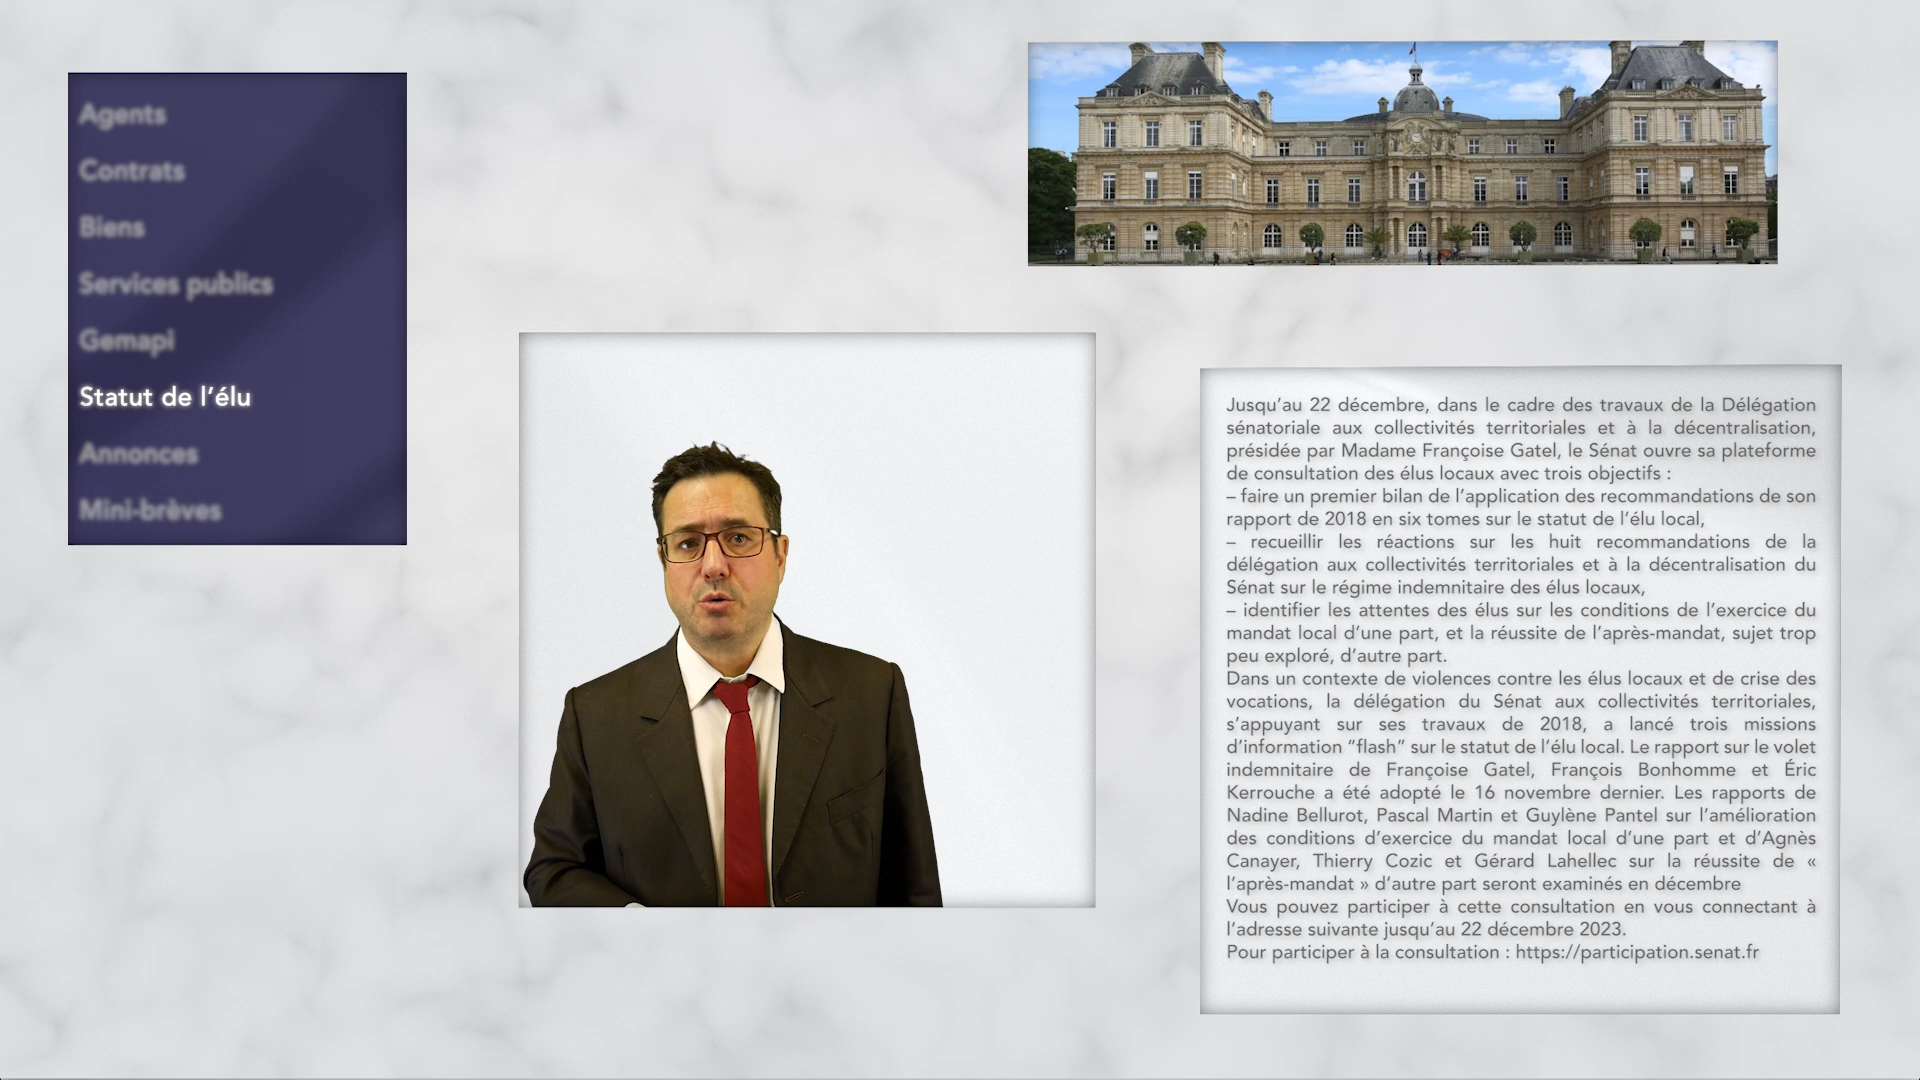 Agents
Contrats
Biens
Services publics
Gemapi
Statut de l’élu
Annonces
Mini-brèves
Jusqu’au 22 décembre, dans le cadre des travaux de la Délégation
sénatoriale aux collectivités territoriales et à la décentralisation,
présidée par Madame Françoise Gatel, le Sénat ouvre sa plateforme
de consultation des élus locaux avec trois objectifs :
– faire un premier bilan de l’application des recommandations de son
rapport de 2018 en six tomes sur le statut de l’élu local,
– recueillir les réactions sur les huit recommandations de la
délégation aux collectivités territoriales et à la décentralisation du
Sénat sur le régime indemnitaire des élus locaux,
– identifier les attentes des élus sur les conditions de l’exercice du
mandat local d’une part, et la réussite de l’après-mandat, sujet trop
peu exploré, d’autre part.
Dans un contexte de violences contre les élus locaux et de crise des
vocations, la délégation du Sénat aux collectivités territoriales,
s’appuyant sur ses travaux de 2018, a lancé trois missions
d’information “flash” sur le statut de l’élu local. Le rapport sur le volet
indemnitaire de Françoise Gatel, François Bonhomme et Éric
Kerrouche a été adopté le 16 novembre dernier. Les rapports de
Nadine Bellurot, Pascal Martin et Guylène Pantel sur l’amélioration
des conditions d’exercice du mandat local d’une part et d’Agnès
Canayer, Thierry Cozic et Gérard Lahellec sur la réussite de «
l’après-mandat » d’autre part seront examinés en décembre
Vous pouvez participer à cette consultation en vous connectant à
l’adresse suivante jusqu’au 22 décembre 2023.
Pour participer à la consultation : https://participation.senat.fr